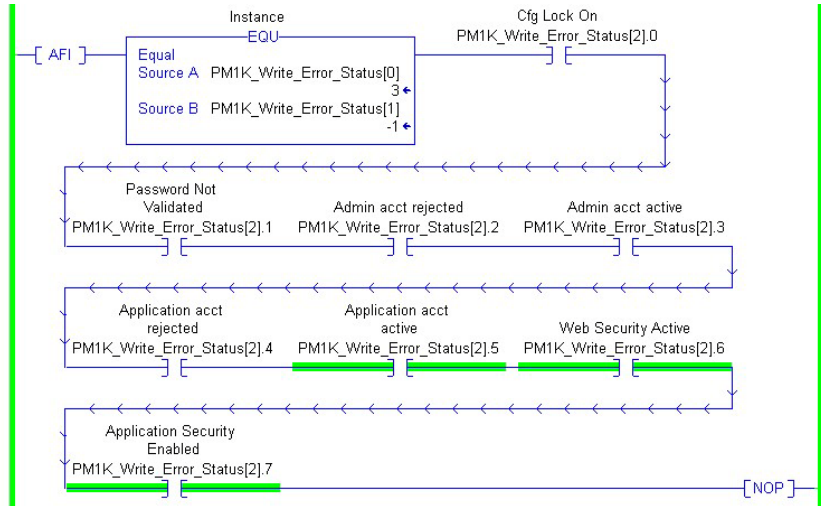 Instance
Cfg Lock On
EQU
PM1K_Write_Error_Status[2].0
AFI
Equal
Source A PM1K_Write_Error_Status[0]
3
Source B PM1K_Write_Error_Status[1]
-1
Password Not
Validated
Admin acct rejected
Admin acct active
PM1K_Write_Error_Status[2].1
PM1K_Write_Error_Status[2].2
PM1K_Write_Error_Status[2].3
Application acct
rejected
Application acct
active
Web Security Active
PM1K_Write_Error_Status[2].4
PM1K_Write_Error_Status[2].5
PM1K_Write_Error_Status[2].6
Application Security
Enabled
PM1K_Write_Error_Status[2].7
NOP